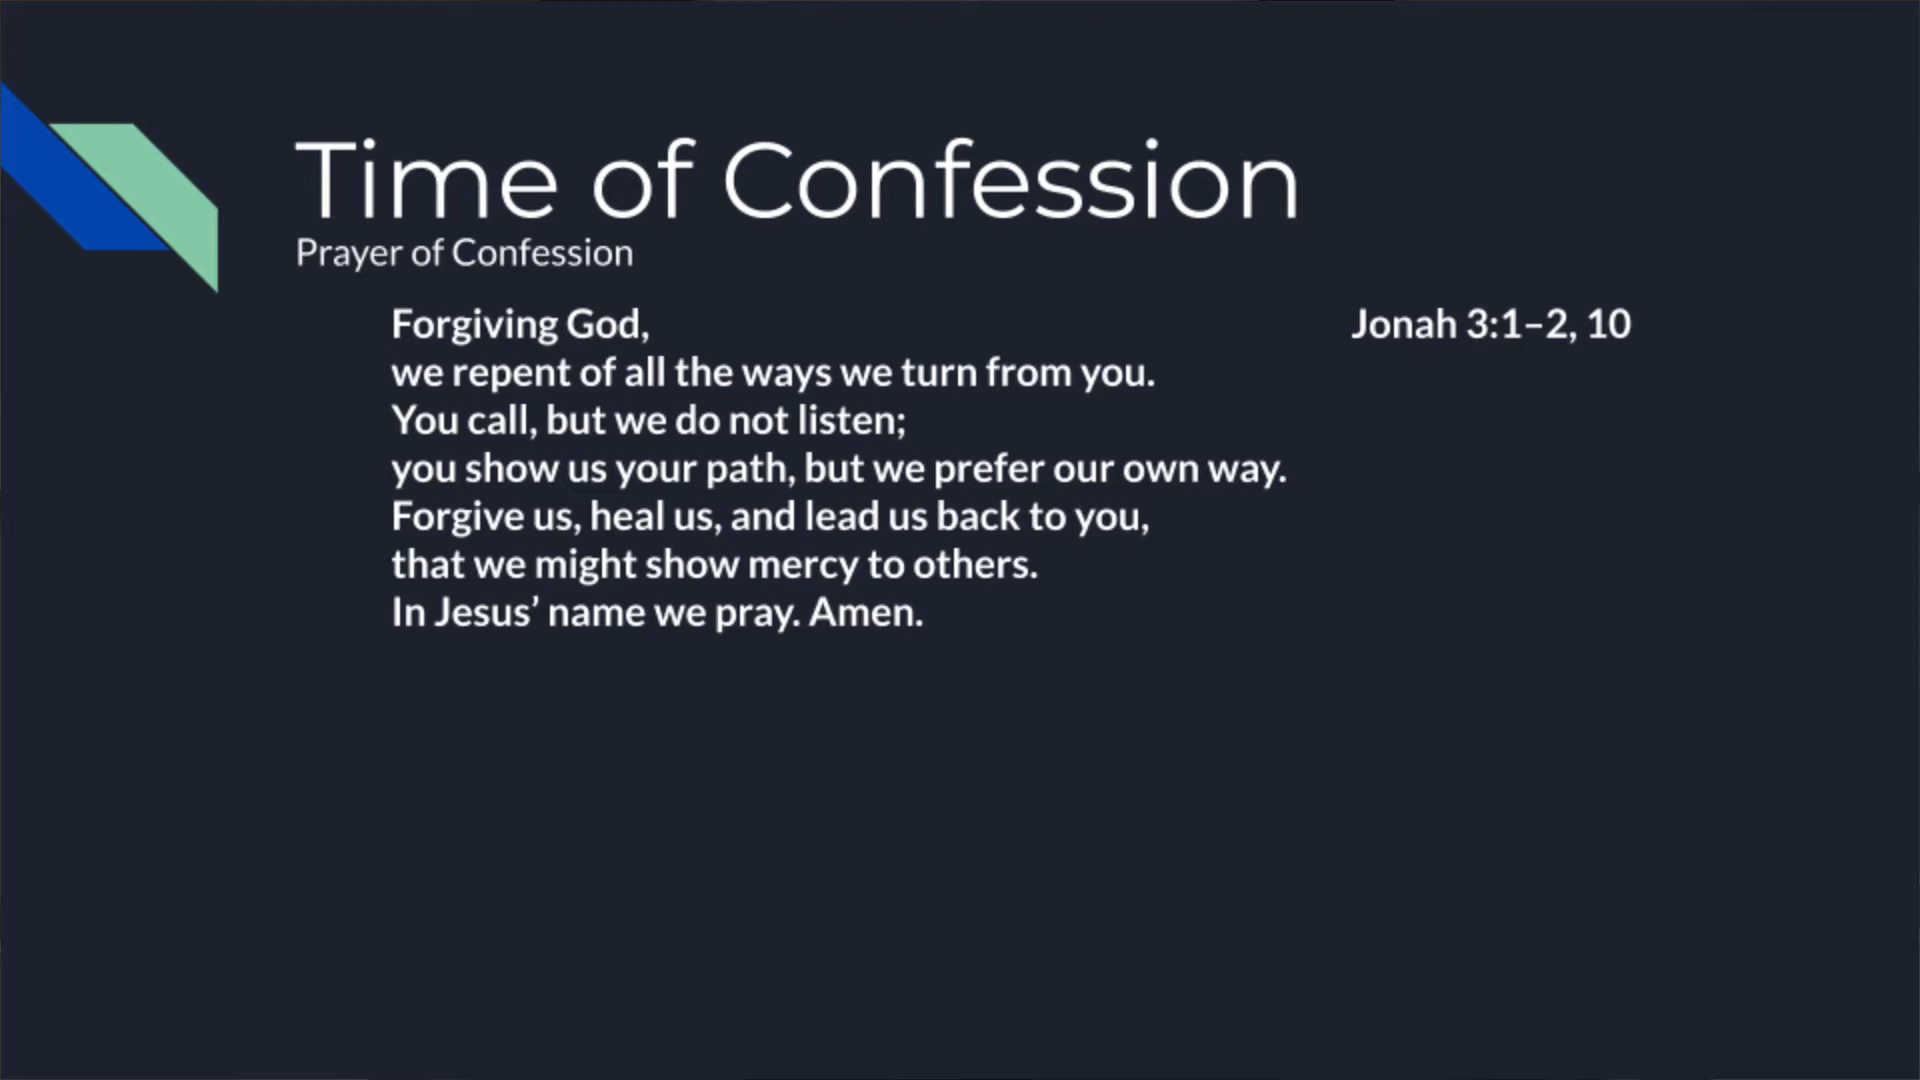 Time of Confession
Prayer of Confession
Forgiving God, Jonah 3:1–2, 10
we repent of all the ways we turn from you.
You call, but we do not listen;
you show us your path, but we prefer our own way.
Forgive us, heal us, and lead us back to you,
that we might show mercy to others.
In Jesus’ name we pray. Amen.